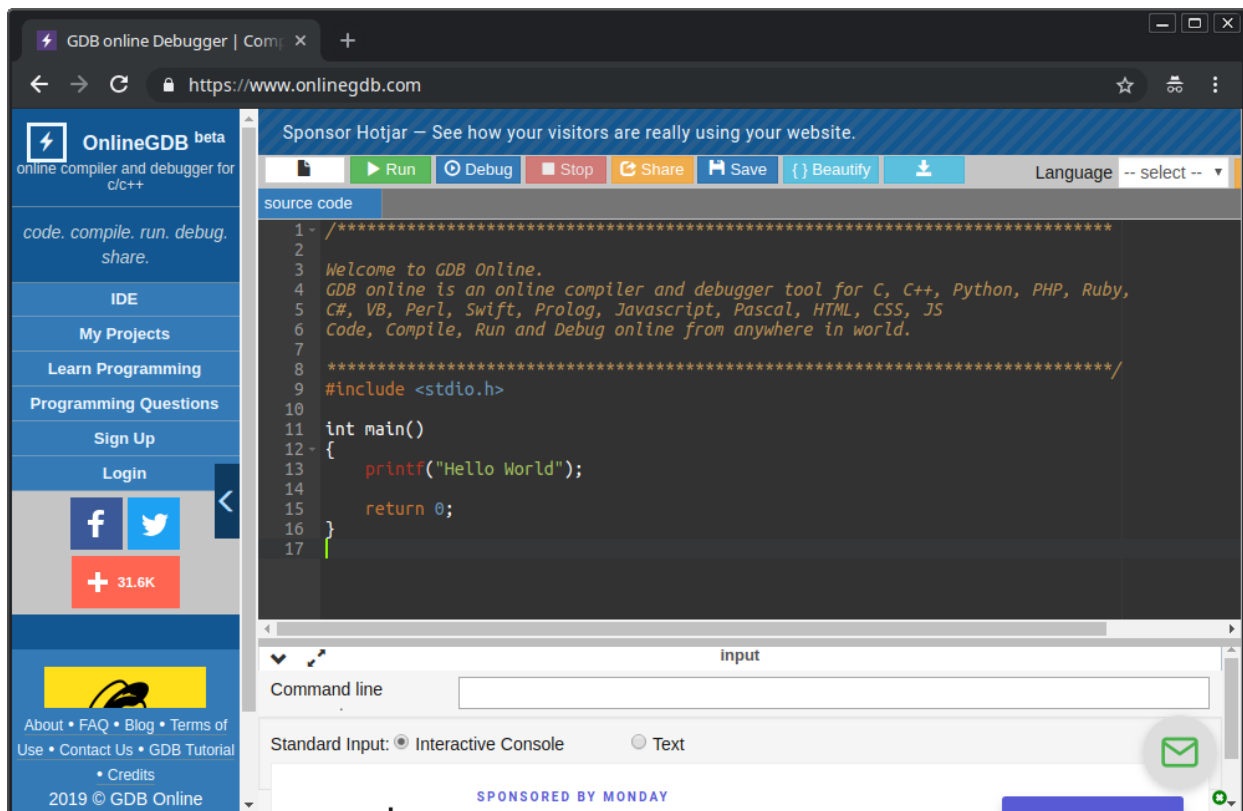 GDB online Debugger | Comp
https://www.onlinegdb.com
OnlineGDB beta
online compiler and debugger for
c/c++
code. compile. run. debug.
share.
IDE
My Projects
Learn Programming
Programming Questions
Sign Up
Login
31.6K
About • FAQ • Blog • Terms of
Use • Contact Us • GDB Tutorial
• Credits
2019 © GDB Online
Sponsor Hotjar — See how your visitors are really using your website.
Run Debug Stop Share Save { } Beautify Language -- select --
source code
1 /******************************************************************************
2
3 Welcome to GDB Online.
4 GDB online is an online compiler and debugger tool for C, C++, Python, PHP, Ruby,
5 C#, VB, Perl, Swift, Prolog, Javascript, Pascal, HTML, CSS, JS
6 Code, Compile, Run and Debug online from anywhere in world.
7
8 *******************************************************************************/
9 #include <stdio.h>
10
11 int main()
12 {
13 printf("Hello World");
14
15 return 0;
16 }
17
input
Command line
Standard Input: Interactive Console Text
SPONSORED BY MONDAY